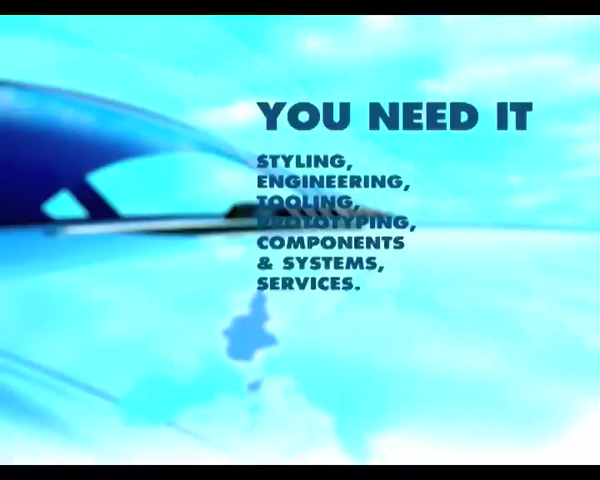 YOU NEED IT
STYLING,
ENGINEERING,
TOOLING,
PROTOTYPING,
COMPONENTS
& SYSTEMS,
SERVICES.